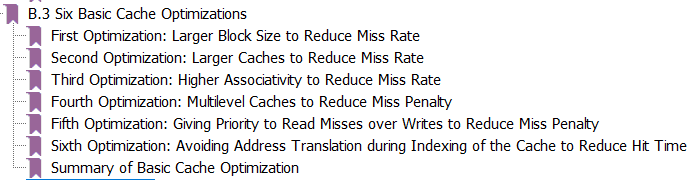 B.3 Six Basic Cache Optimizations
First Optimization: Larger Block Size to Reduce Miss Rate
Second Optimization: Larger Caches to Reduce Miss Rate
Third Optimization: Higher Associativity to Reduce Miss Rate
Fourth Optimization: Multilevel Caches to Reduce Miss Penalty
Fifth Optimization: Giving Priority to Read Misses over Writes to Reduce Miss Penalty
Sixth Optimization: Avoiding Address Translation during Indexing of the Cache to Reduce Hit Time
Summary of Basic Cache Optimization